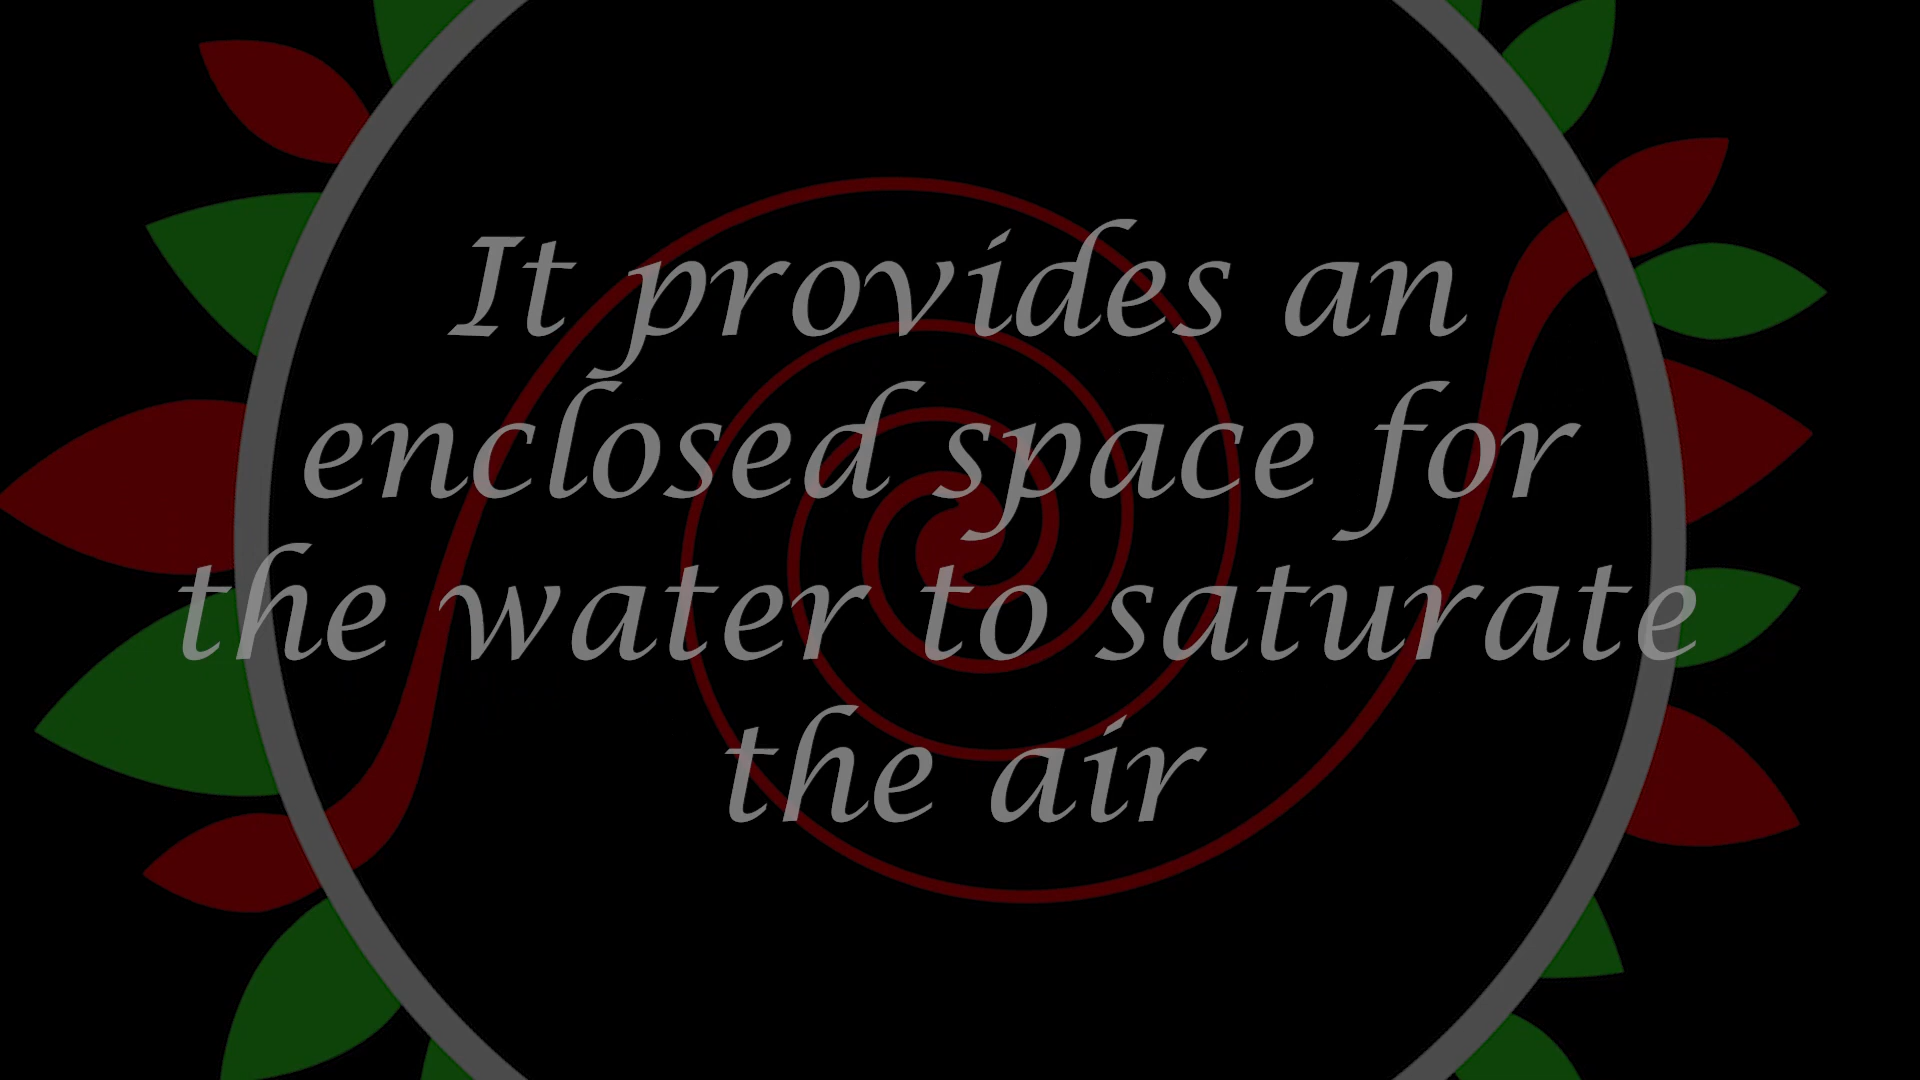 It provides an
enclosed space for
the water to saturate
the air